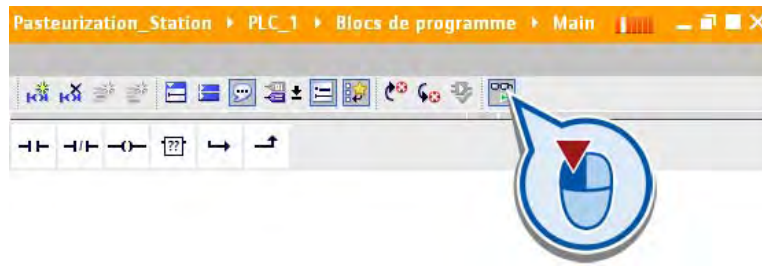 Pasteurization_Station ▸ PLC_1 ▸ Blocs de programme ▸ Main
??